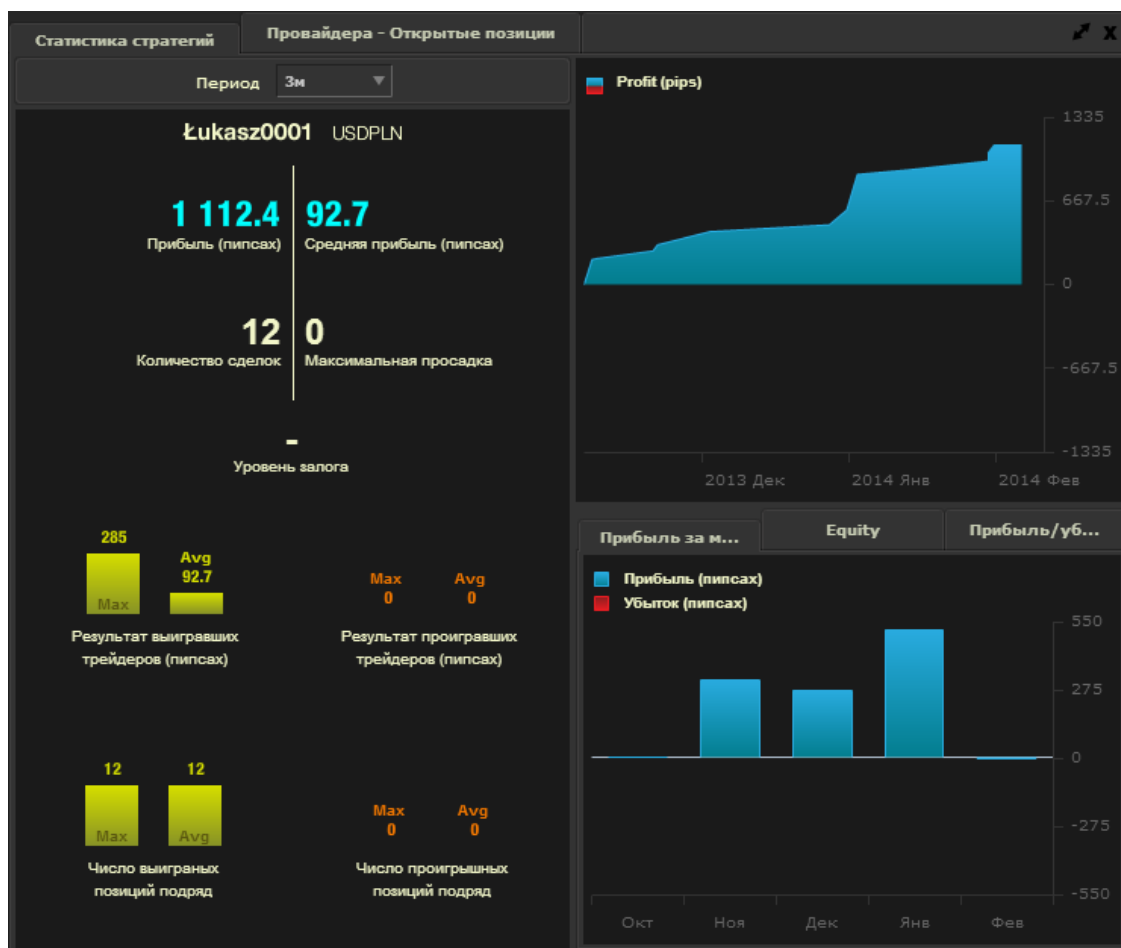 Статистика стратегий
Провайдера - Открытые позиции
X
Период
3м
Łukasz0001 USDPLN
1 112.4
92.7
Прибыль (пипсах)
Средняя прибыль (пипсах)
12
0
Количество сделок
Максимальная просадка
-
Уровень залога
285
Avg
92.7
Max
Max
0
Avg
0
Результат выигравших
трейдеров (пипсах)
Результат проигравших
трейдеров (пипсах)
12
12
Max
Avg
Max
0
Avg
0
Число выиграных
позиций подряд
Число проигрышных
позиций подряд
Profit (pips)
1335
667.5
0
-667.5
-1335
2013 Дек
2014 Янв
2014 Фев
Прибыль за м...
Equity
Прибыль/уб...
Прибыль (пипсах)
Убыток (пипсах)
550
275
0
-275
-550
Окт
Ноя
Дек
Янв
Фев